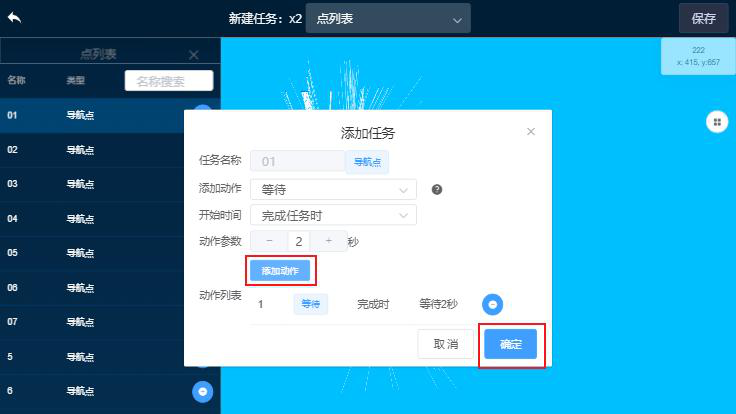 新建任务：x2 点列表 保存
点列表
222
x: 415, y:657
名称 类型 名称搜索
01 导航点
02 导航点
03 导航点
04 导航点
05 导航点
06 导航点
07 导航点
5 导航点
6 导航点
添加任务
任务名称 01 导航点
添加动作 等待
开始时间 完成任务时
动作参数 − 2 + 秒
添加动作
动作列表 1 等待 完成时 等待2秒
取消 确定